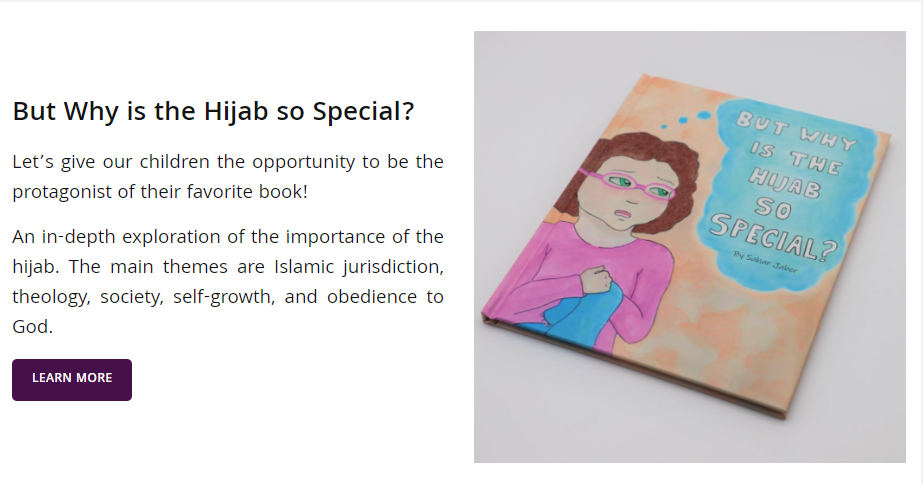 But Why is the Hijab so Special?
Let's give our children the opportunity to be the
protagonist of their favorite book!
An in-depth exploration of the importance of the
hijab. The main themes are Islamic jurisdiction,
theology, society, self-growth, and obedience to
God.
LEARN MORE
BUT WHY
IS THE
HIJAB
SO
SPECIAL?
By Sahar Jaber